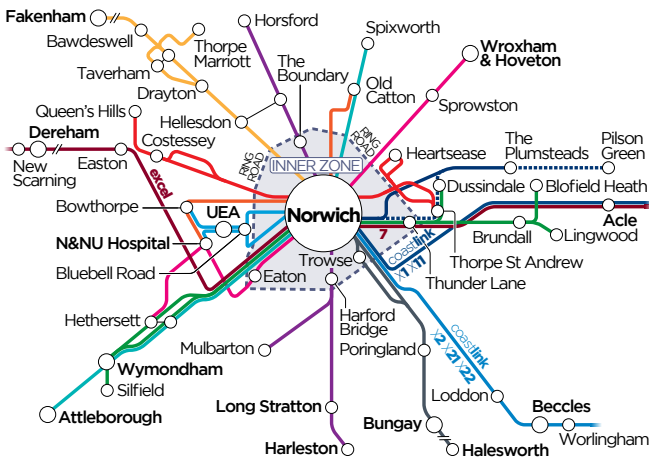 Fakenham
Bawdeswell
Taverham
Thorpe
Marriott
Drayton
Horsford
The
Boundary
Hellesdon
Spixworth
Old
Catton
Wroxham
& Hoveton
Sprowston
Queen's Hills
Costessey
Dereham
New
Scarning
Easton
excel
RING
ROAD
RING
ROAD
INNER ZONE
Heartsease
The
Plumsteads
Pilson
Green
Dussindale
Blofield Heath
Acle
Bowthorpe
UEA
Norwich
N&NU Hospital
Bluebell Road
7
coastlink
X1 X11
Brundall
Lingwood
Thorpe St Andrew
Thunder Lane
Trowse
Eaton
Harford
Bridge
Hethersett
Mulbarton
Poringland
coastlink
X2 X21 X22
Wymondham
Silfield
Attleborough
Long Stratton
Harleston
Loddon
Bungay
Halesworth
Beccles
Worlingham